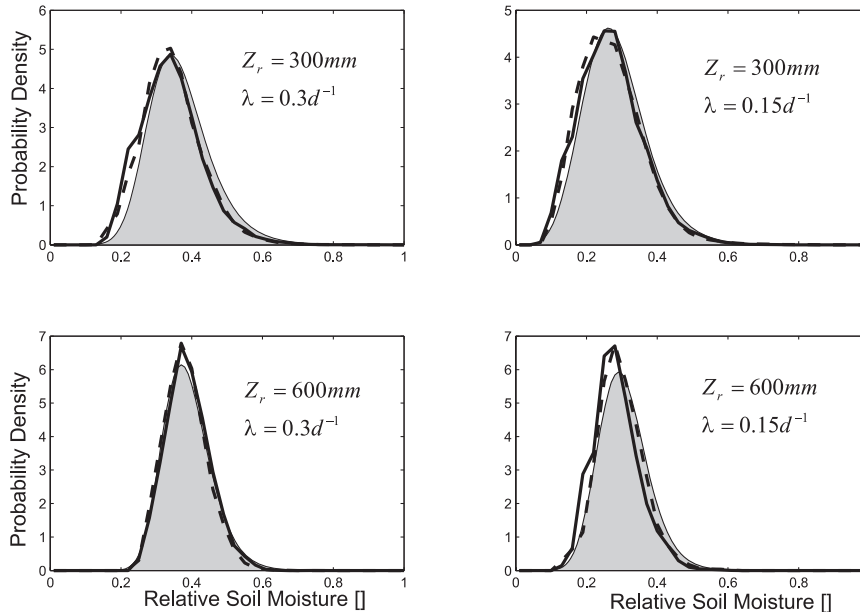 6
5
4
3
2
1
0
0 0.2 0.4 0.6 0.8 1
Probability Density
Z_r = 300mm
λ = 0.3d^{-1}
5
4
3
2
1
0
0 0.2 0.4 0.6 0.8
Z_r = 300mm
λ = 0.15d^{-1}
7
6
5
4
3
2
1
0
0 0.2 0.4 0.6 0.8 1
Probability Density
Relative Soil Moisture []
Z_r = 600mm
λ = 0.3d^{-1}
7
6
5
4
3
2
1
0
0 0.2 0.4 0.6 0.8
Relative Soil Moisture []
Z_r = 600mm
λ = 0.15d^{-1}